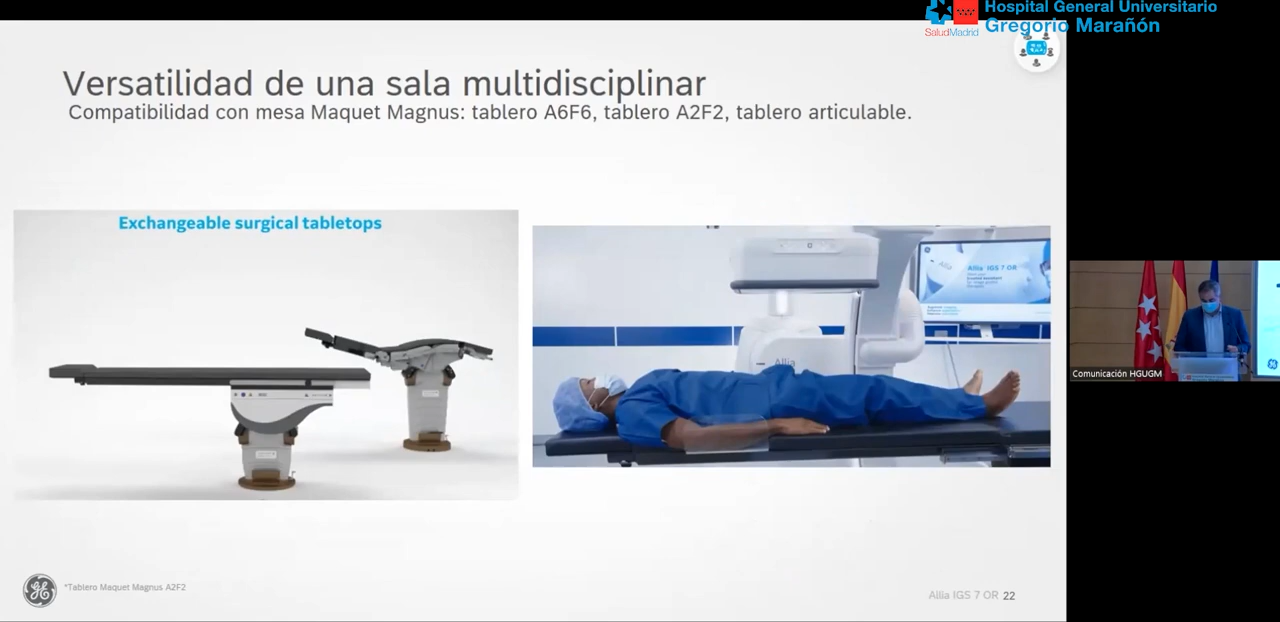 Hospital General Universitario
Gregorio Marañón
SaludMadrid
Versatilidad de una sala multidisciplinar
Compatibilidad con mesa Maquet Magnus: tablero A6F6, tablero A2F2, tablero articulable.
Exchangeable surgical tabletops
Allia IGS 7 OR
Allia
Comunicación HGUGM
GE
*Tablero Maquet Magnus A2F2
Allia IGS 7 OR 22